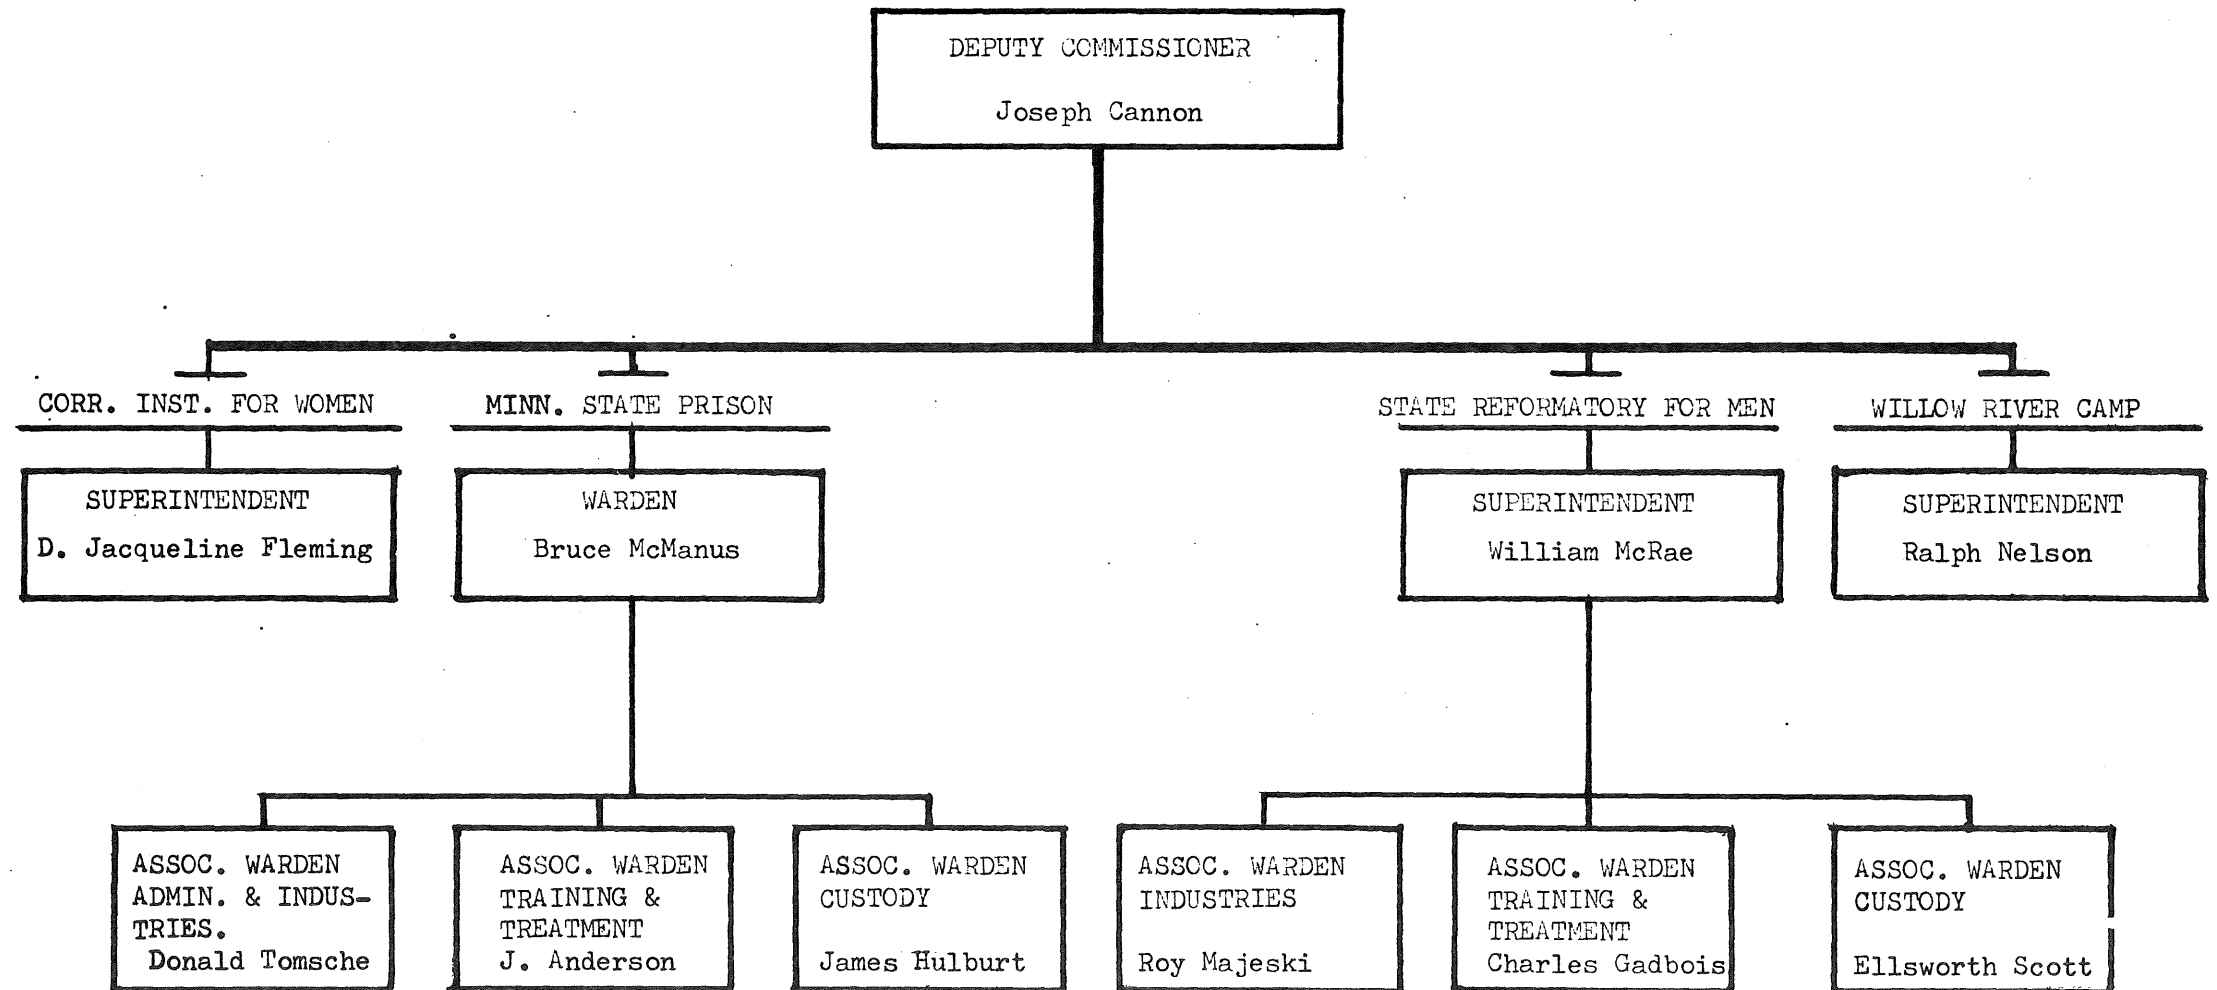 DEPUTY COMMISSIONER
Joseph Cannon
CORR. INST. FOR WOMEN
SUPERINTENDENT
D. Jacqueline Fleming
MINN. STATE PRISON
WARDEN
Bruce McManus
STATE REFORMATORY FOR MEN
SUPERINTENDENT
William McRae
WILLOW RIVER CAMP
SUPERINTENDENT
Ralph Nelson
ASSOC. WARDEN
ADMIN. & INDUS-
TRIES.
Donald Tomsche
ASSOC. WARDEN
TRAINING &
TREATMENT
J. Anderson
ASSOC. WARDEN
CUSTODY
James Hulburt
ASSOC. WARDEN
INDUSTRIES
Roy Majeski
ASSOC. WARDEN
TRAINING &
TREATMENT
Charles Gadbois
ASSOC. WARDEN
CUSTODY
Ellsworth Scott